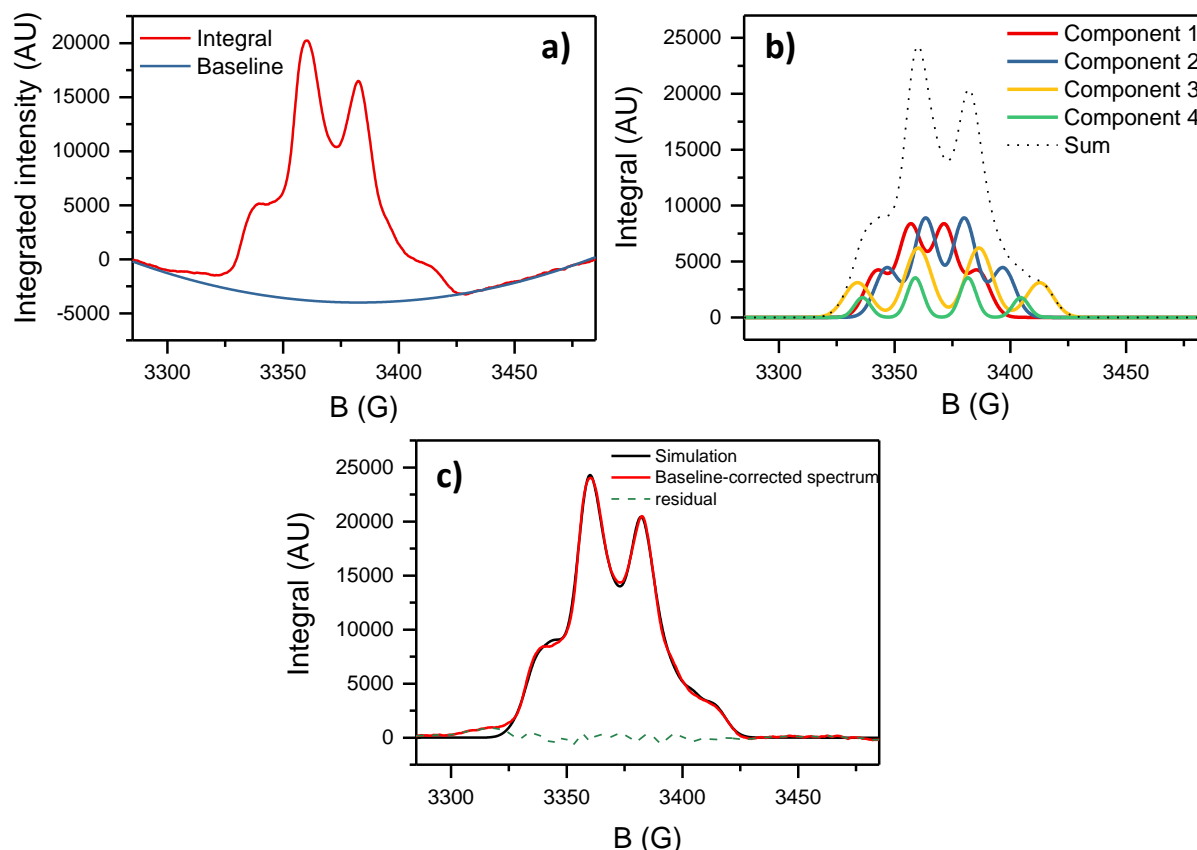 a)
Integral
Baseline
Integrated intensity (AU)
20000
15000
10000
5000
0
-5000
3300
3350
3400
3450
B (G)
b)
Component 1
Component 2
Component 3
Component 4
Sum
Integral (AU)
25000
20000
15000
10000
5000
0
3300
3350
3400
3450
B (G)
c)
Simulation
Baseline-corrected spectrum
residual
Integral (AU)
25000
20000
15000
10000
5000
0
3300
3350
3400
3450
B (G)